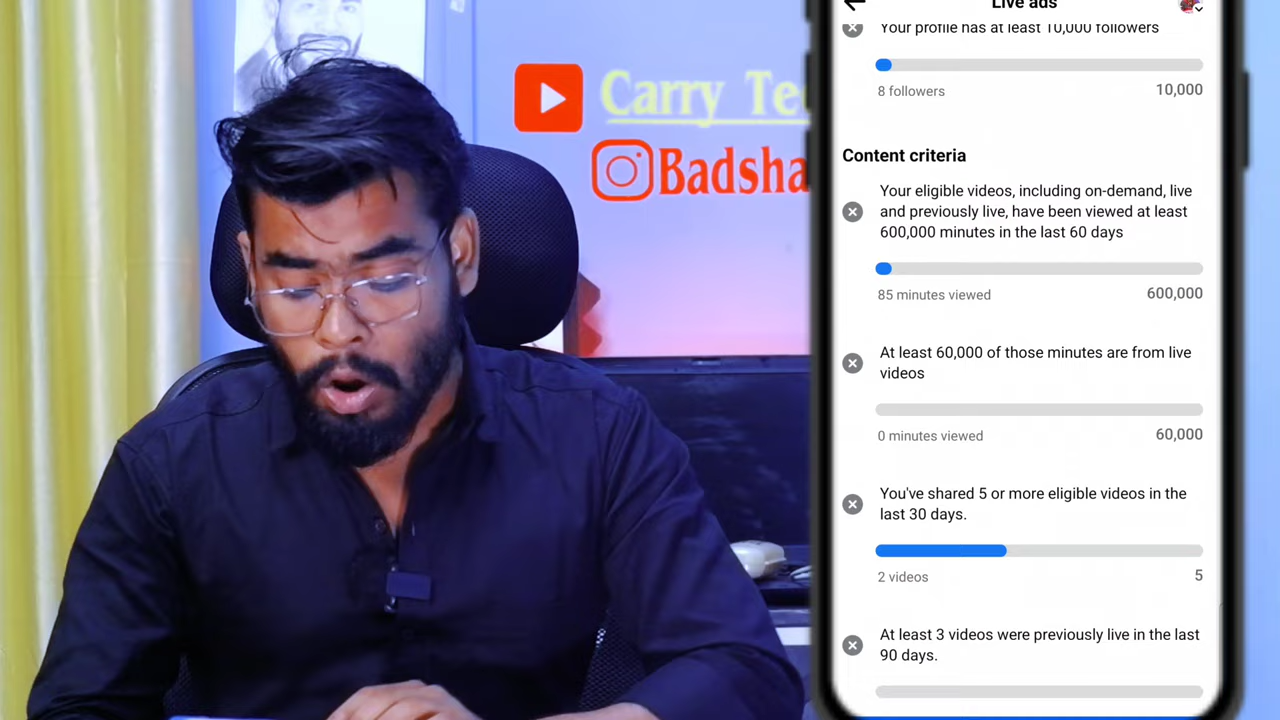 Live ads
Your profile has at least 10,000 followers
8 followers
10,000
Content criteria
Your eligible videos, including on-demand, live
and previously live, have been viewed at least
600,000 minutes in the last 60 days
85 minutes viewed
600,000
At least 60,000 of those minutes are from live
videos
0 minutes viewed
60,000
You've shared 5 or more eligible videos in the
last 30 days.
2 videos
5
At least 3 videos were previously live in the last
90 days.
Carry